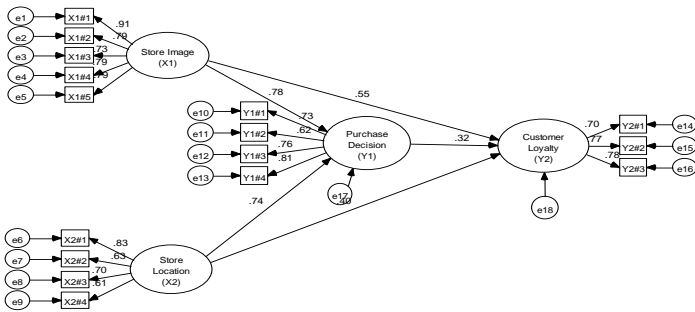 e1
X1#1
.91
e2
X1#2
.79
e3
X1#3
.73
e4
X1#4
.79
e5
X1#5
.79
Store Image
(X1)
.78
.55
e10
Y1#1
.73
e11
Y1#2
.62
e12
Y1#3
.76
e13
Y1#4
.81
Purchase
Decision
(Y1)
.32
Customer
Loyalty
(Y2)
.70
Y2#1
e14
.77
Y2#2
e15
.78
Y2#3
e16
e17
.40
e18
.74
e6
X2#1
.83
e7
X2#2
.63
e8
X2#3
.70
e9
X2#4
.61
Store
Location
(X2)